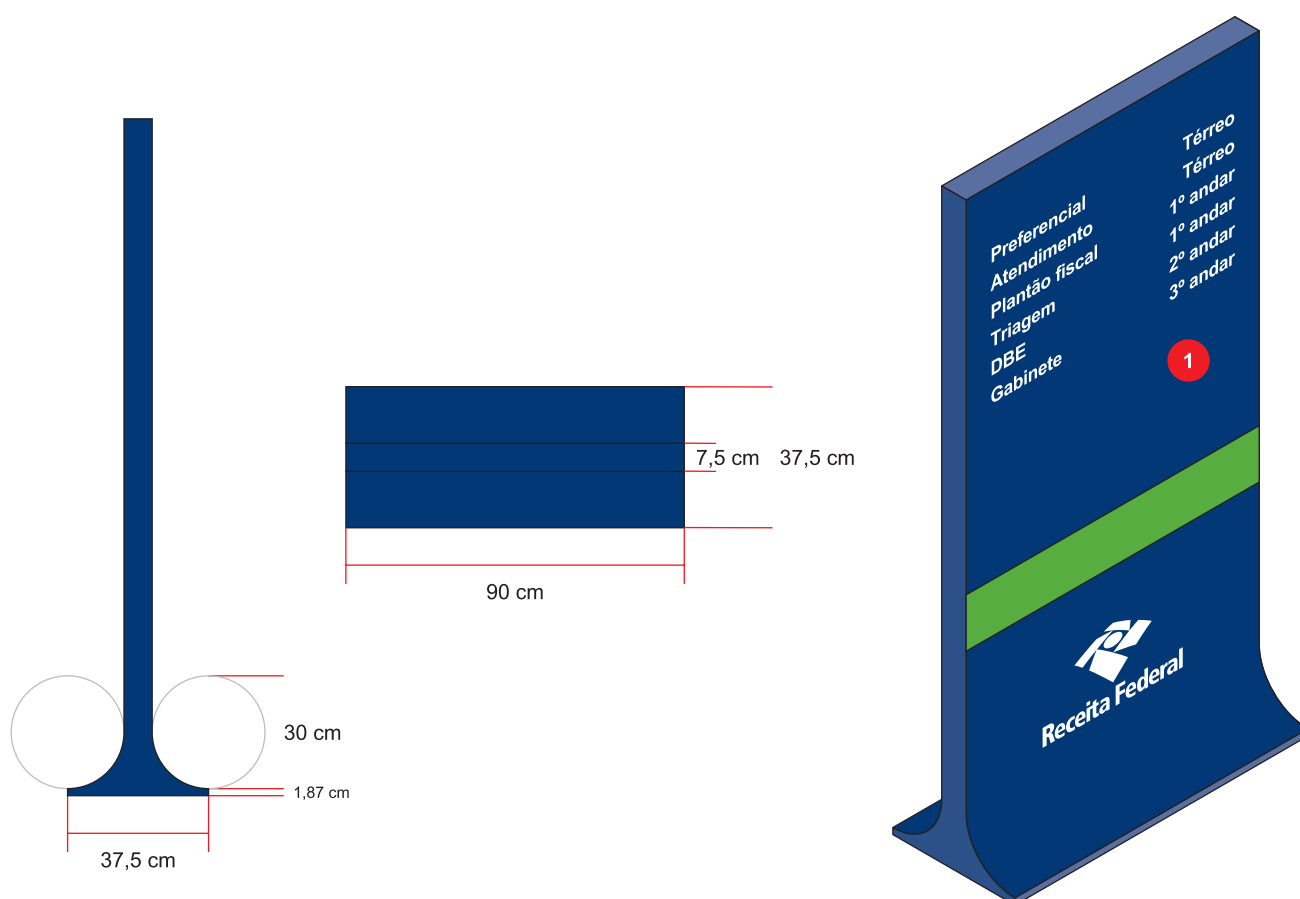 7,5 cm
37,5 cm
90 cm
30 cm
1,87 cm
37,5 cm
Preferencial Térreo
Atendimento Térreo
Plantão fiscal 1º andar
Triagem 1º andar
DBE 2º andar
Gabinete 3º andar
1
Receita Federal